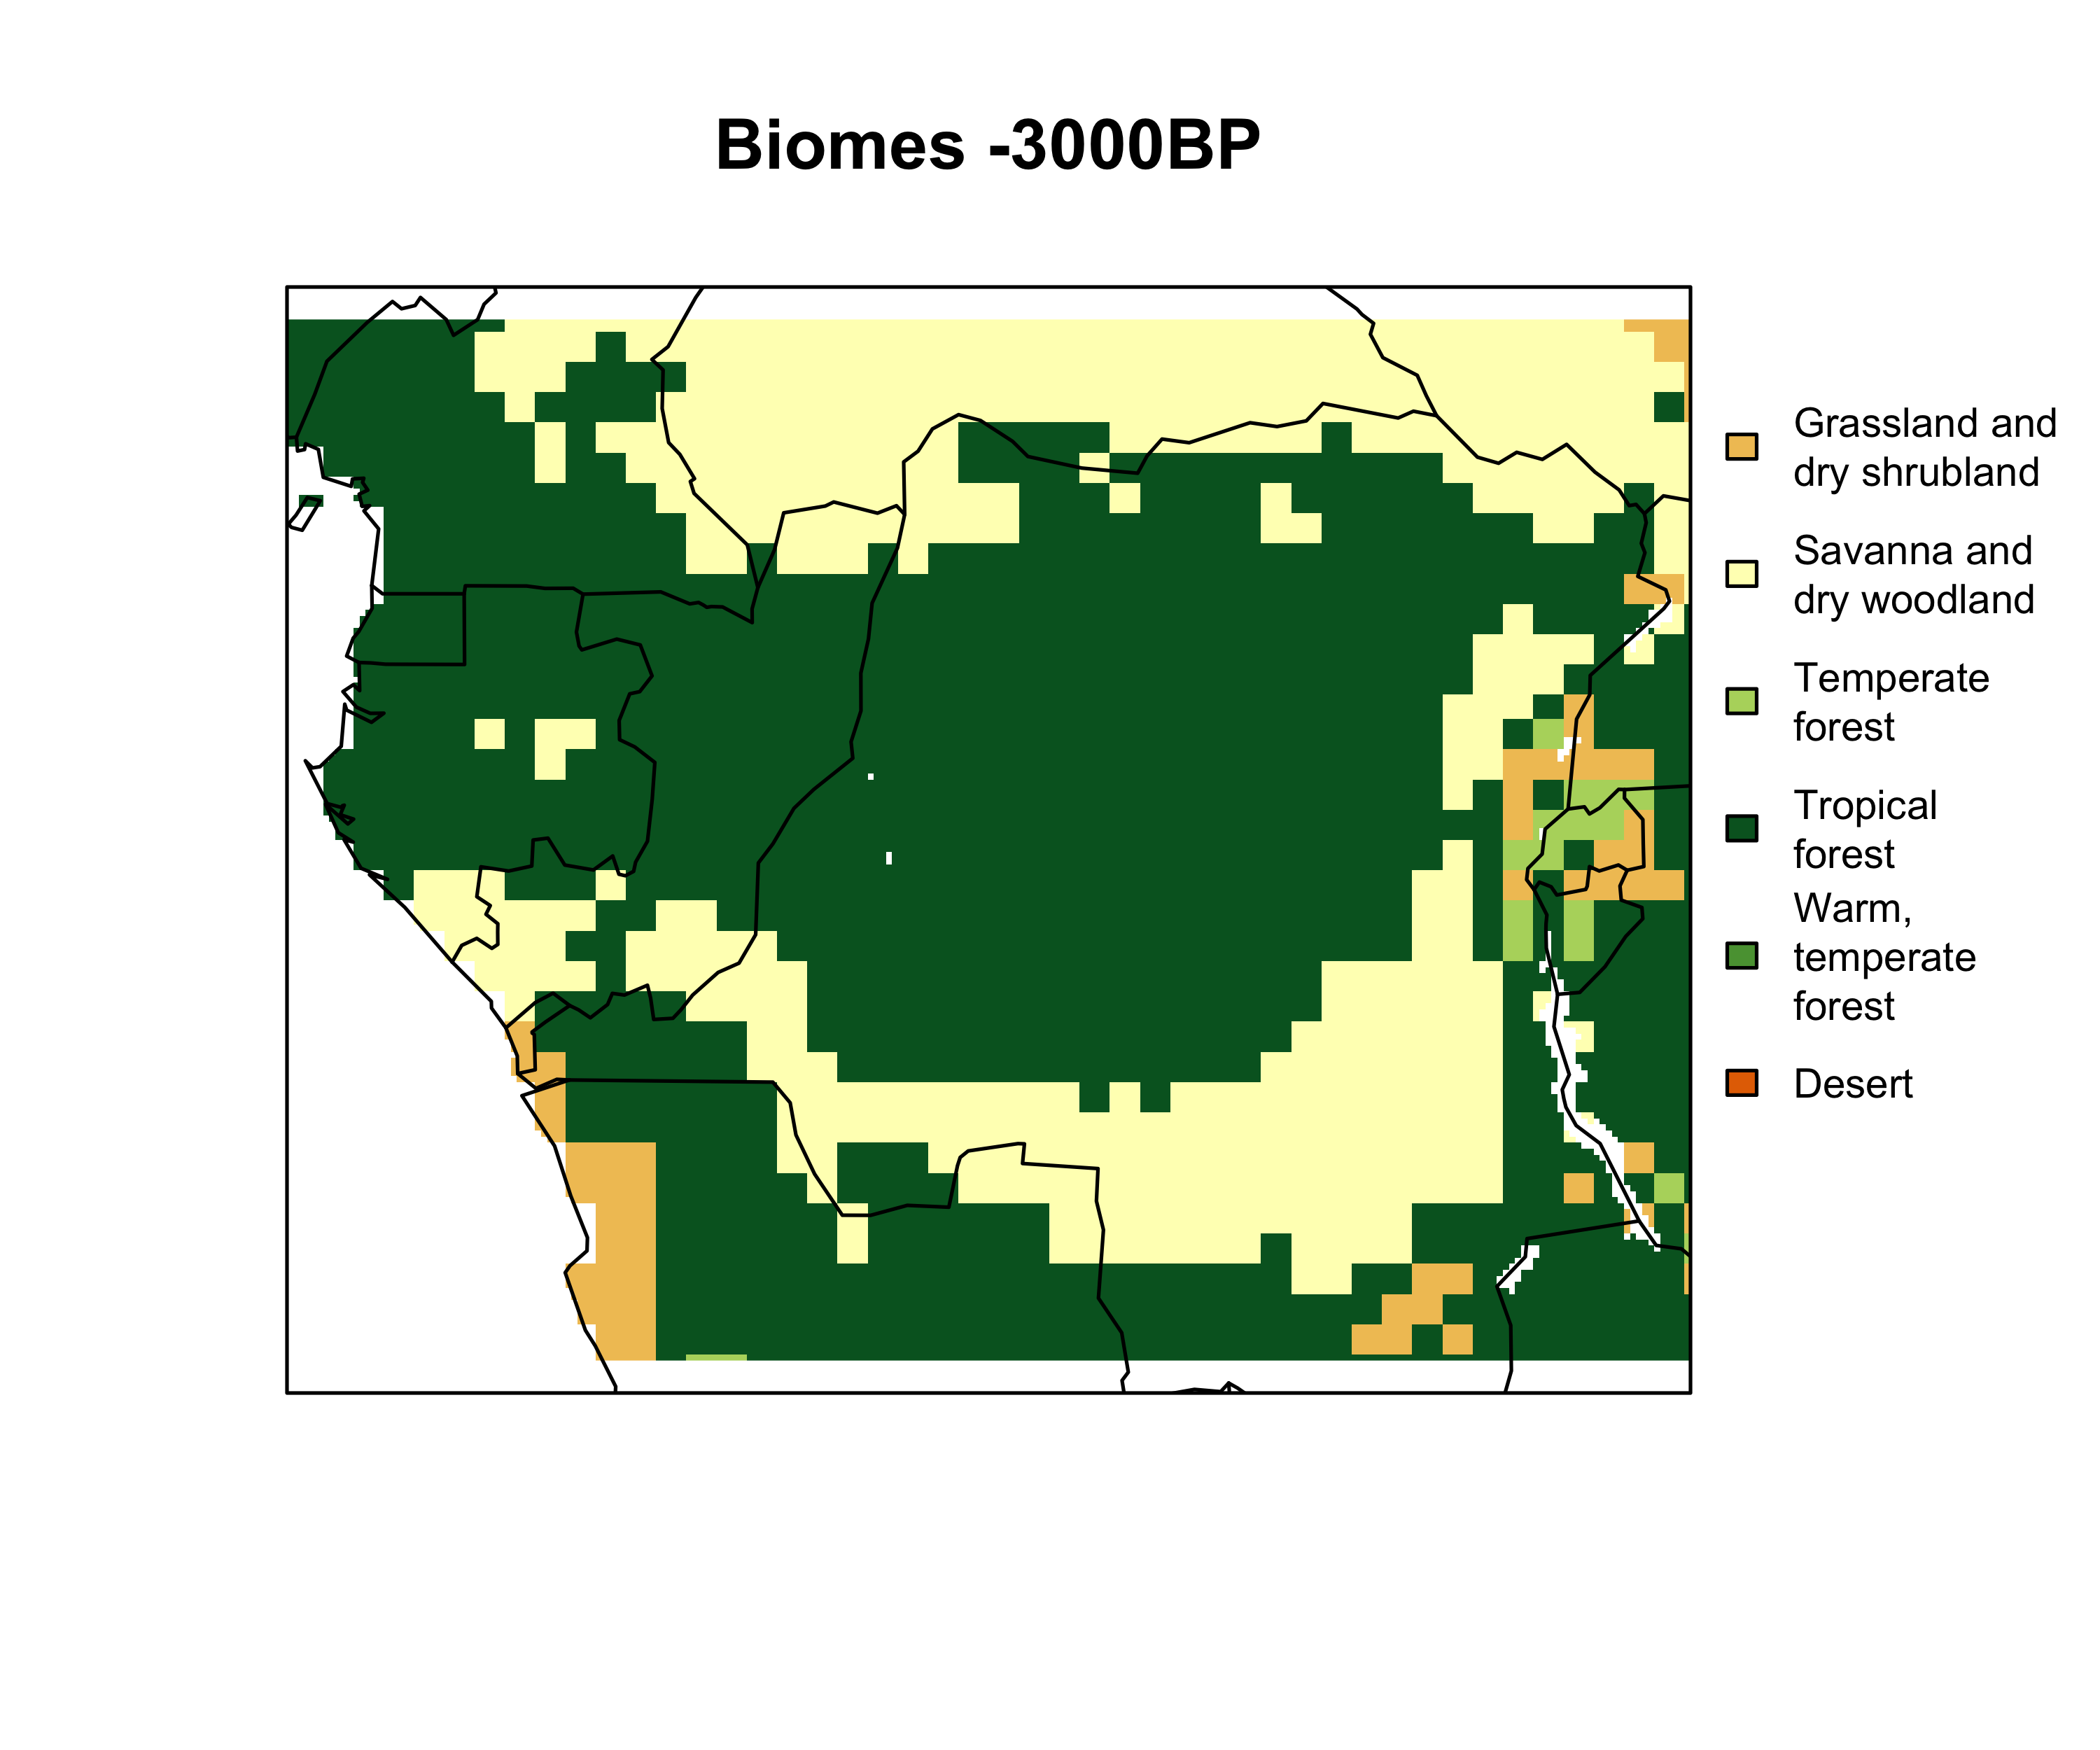 Biomes -3000BP
Grassland and
dry shrubland
Savanna and
dry woodland
Temperate
forest
Tropical
forest
Warm,
temperate
forest
Desert